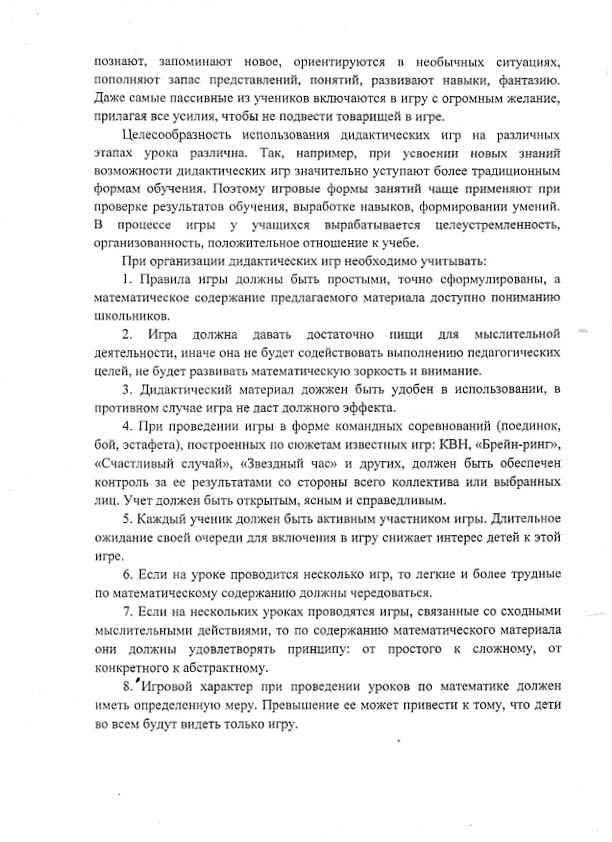 познают, запоминают новое, ориентируются в необычных ситуациях,
пополняют запас представлений, понятий, развивают навыки, фантазию.
Даже самые пассивные из учеников включаются в игру с огромным желание,
прилагая все усилия, чтобы не подвести товарищей в игре.
Целесообразность использования дидактических игр на различных
этапах урока различна. Так, например, при усвоении новых знаний
возможности дидактических игр значительно уступают более традиционным
формам обучения. Поэтому игровые формы занятий чаще применяют при
проверке результатов обучения, выработке навыков, формировании умений.
В процессе игры у учащихся вырабатывается целеустремленность,
организованность, положительное отношение к учебе.
При организации дидактических игр необходимо учитывать:
1. Правила игры должны быть простыми, точно сформулированы, а
математическое содержание предлагаемого материала доступно пониманию
школьников.
2. Игра должна давать достаточно пищи для мыслительной
деятельности, иначе она не будет содействовать выполнению педагогических
целей, не будет развивать математическую зоркость и внимание.
3. Дидактический материал дожжен быть удобен в использовании, в
противном случае игра не даст должного эффекта.
4. При проведении игры в форме командных соревнований (поединок,
бой, эстафета), построенных по сюжетам известных игр: КВН, «Брейн-ринг»,
«Счастливый случай», «Звездный час» и других, должен быть обеспечен
контроль за ее результатами со стороны всего коллектива или выбранных
лиц. Учет должен быть открытым, ясным и справедливым.
5. Каждый ученик должен быть активным участником игры. Длительное
ожидание своей очереди для включения в игру снижает интерес детей к этой
игре.
6. Если на уроке проводится несколько игр, то легкие и более трудные
по математическому содержанию должны чередоваться.
7. Если на нескольких уроках проводятся игры, связанные со сходными
мыслительными действиями, то по содержанию математического материала
они должны удовлетворять принципу: от простого к сложному, от
конкретного к абстрактному.
8. Игровой характер при проведении уроков по математике должен
иметь определенную меру. Превышение ее может привести к тому, что дети
во всем будут видеть только игру.